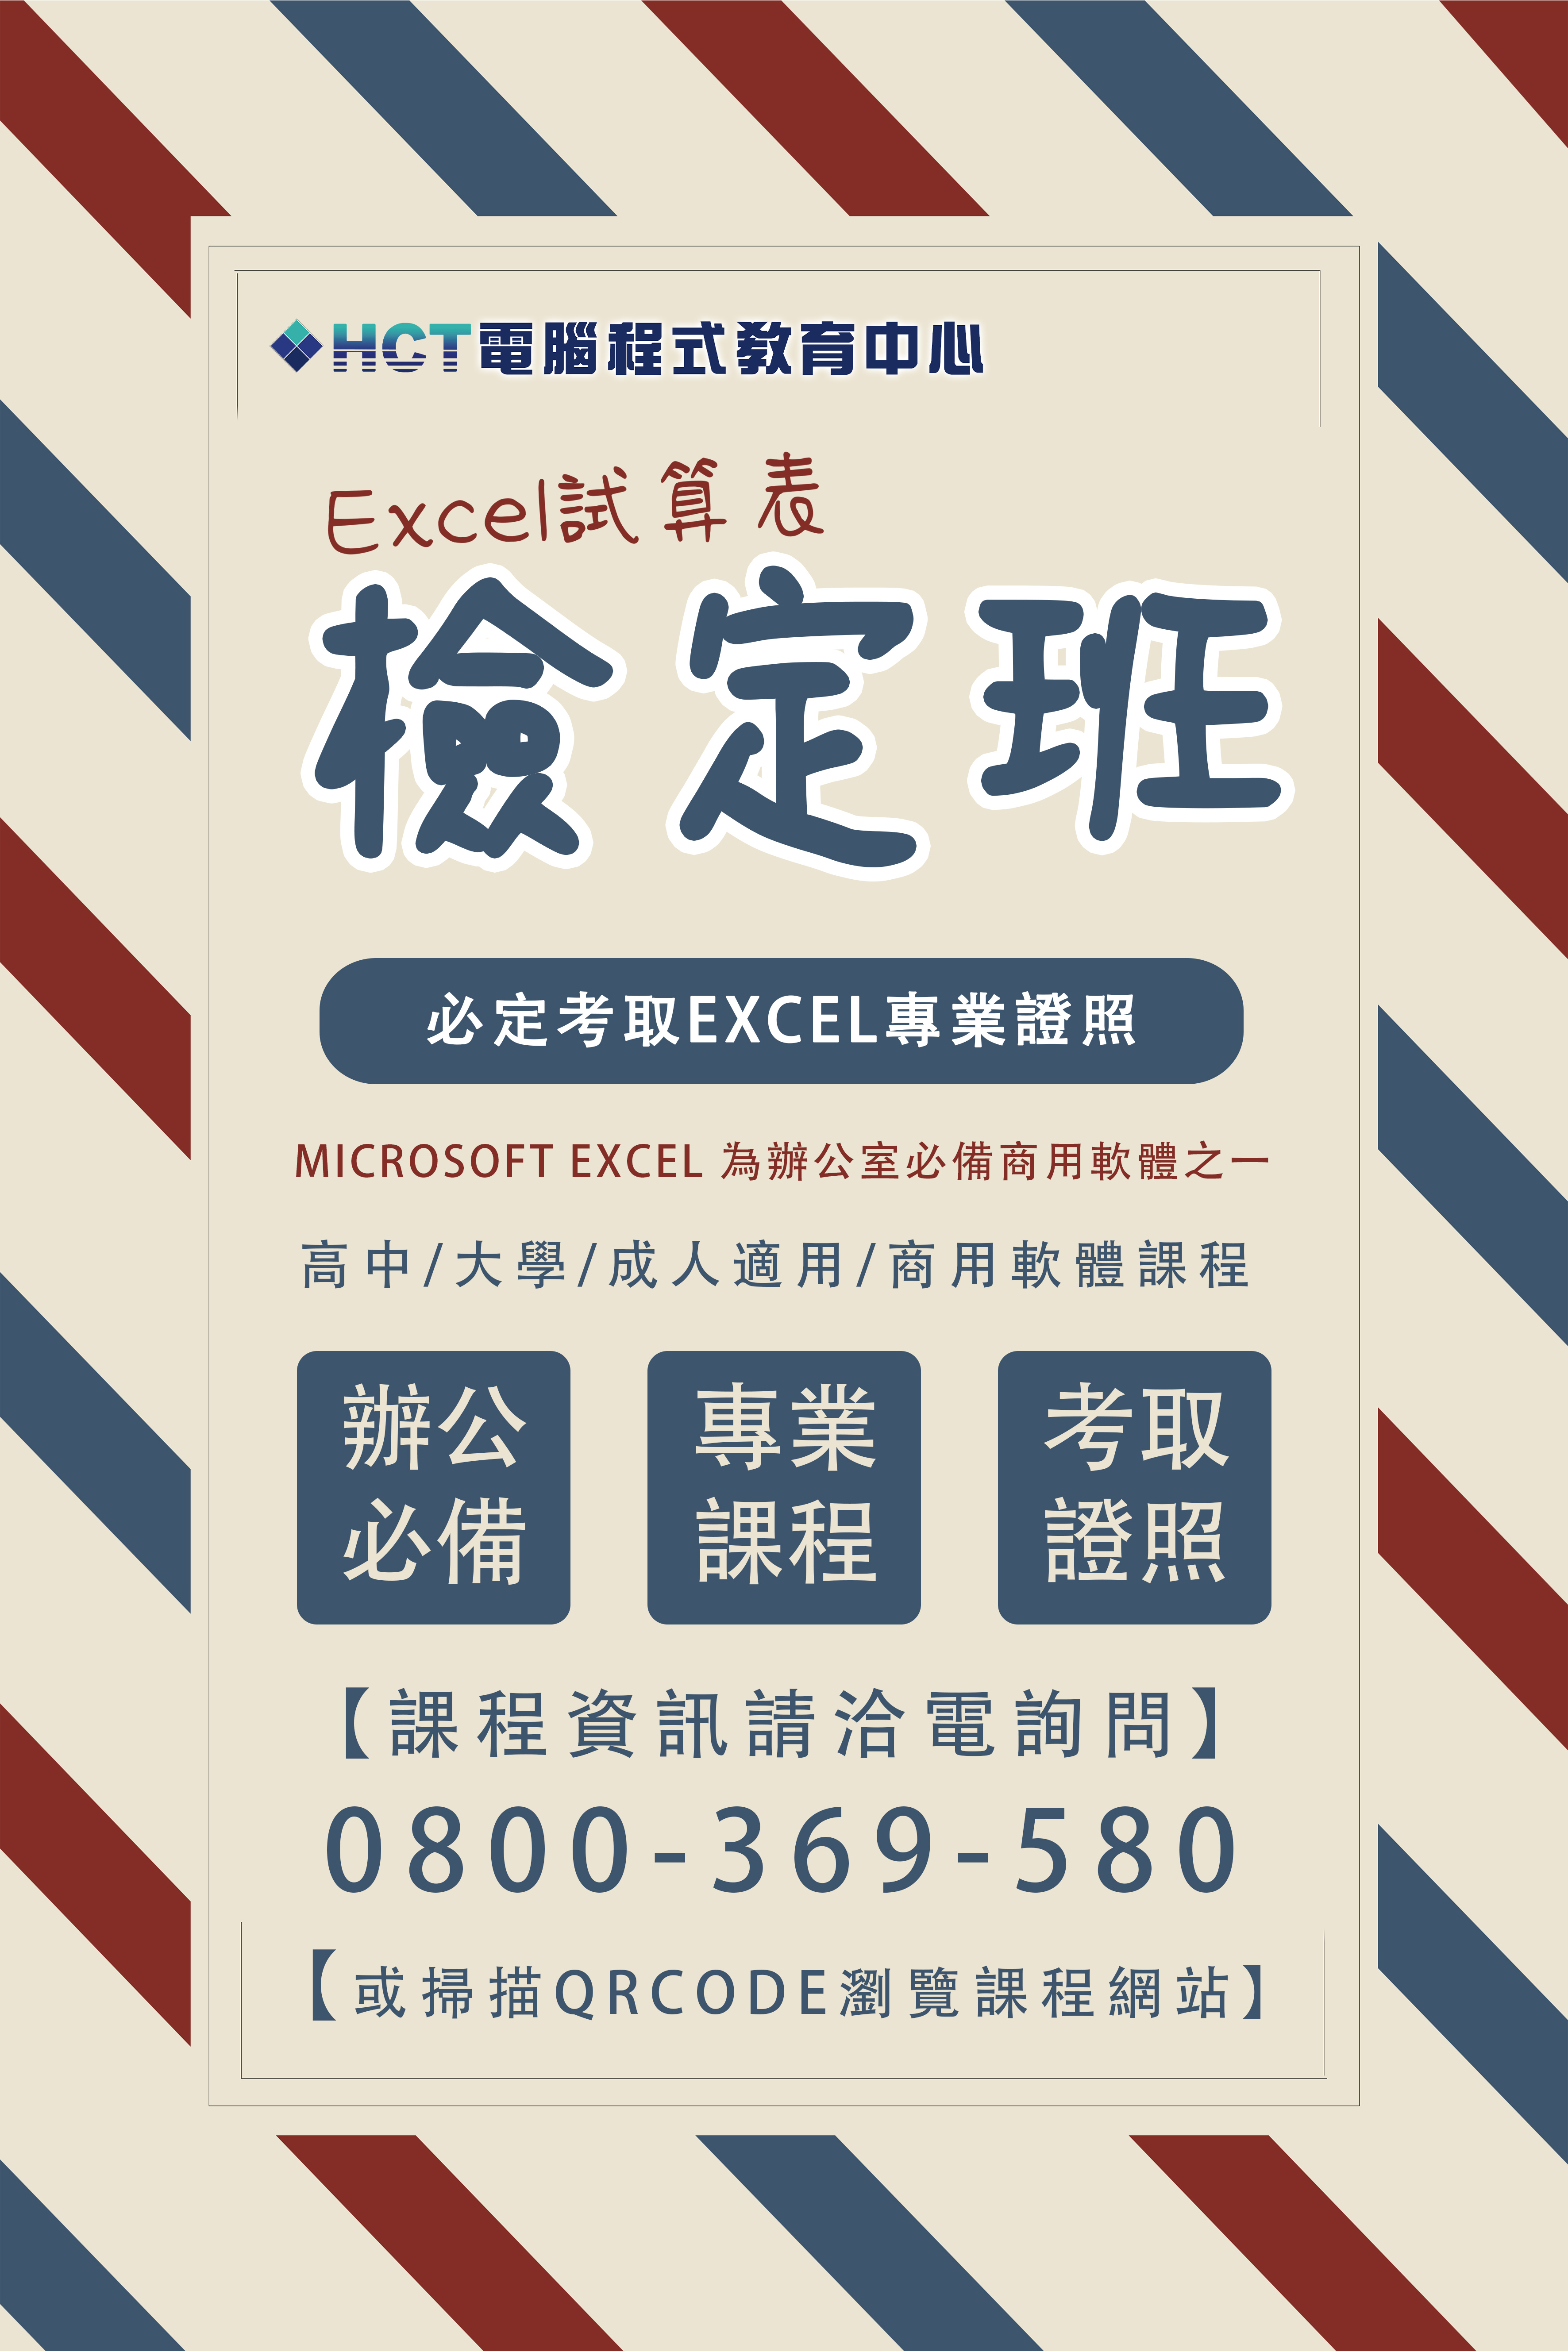 HCT電腦程式教育中心
Excel試算表
檢定班
必定考取EXCEL專業證照
MICROSOFT EXCEL 為辦公室必備商用軟體之一
高中/大學/成人適用/商用軟體課程
辦公
必備
專業
課程
考取
證照
【課程資訊請洽電詢問】
0800-369-580
【或掃描QRCODE瀏覽課程網站】